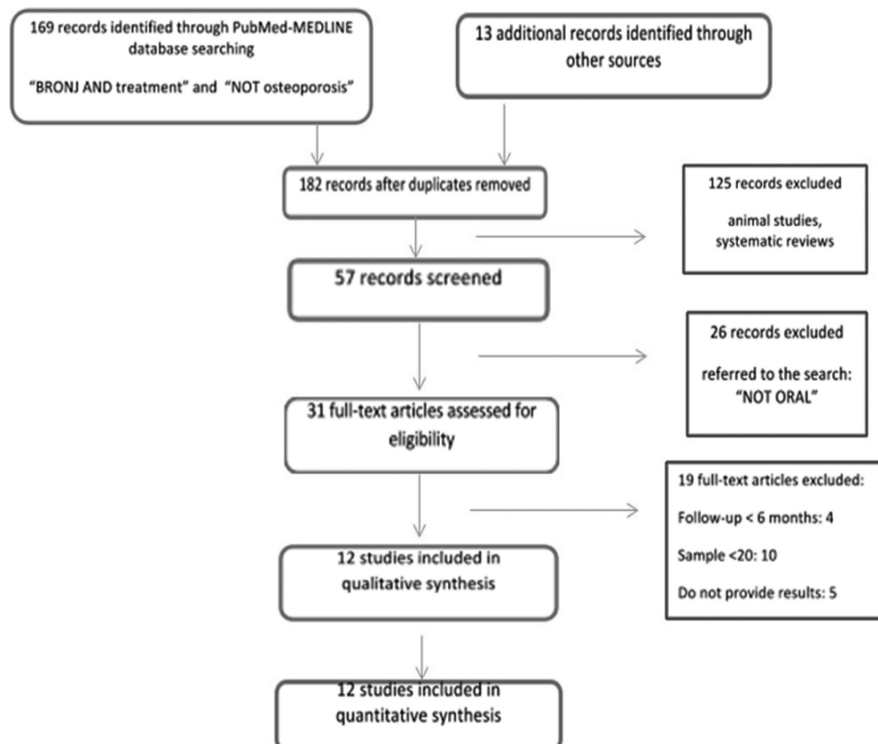 169 records identified through PubMed-MEDLINE
database searching
“BRONJ AND treatment” and “NOT osteoporosis”
13 additional records identified through
other sources
182 records after duplicates removed
125 records excluded
animal studies,
systematic reviews
57 records screened
26 records excluded
referred to the search:
“NOT ORAL”
31 full-text articles assessed for
eligibility
19 full-text articles excluded:
Follow-up < 6 months: 4
Sample <20: 10
Do not provide results: 5
12 studies included in
qualitative synthesis
12 studies included in
quantitative synthesis